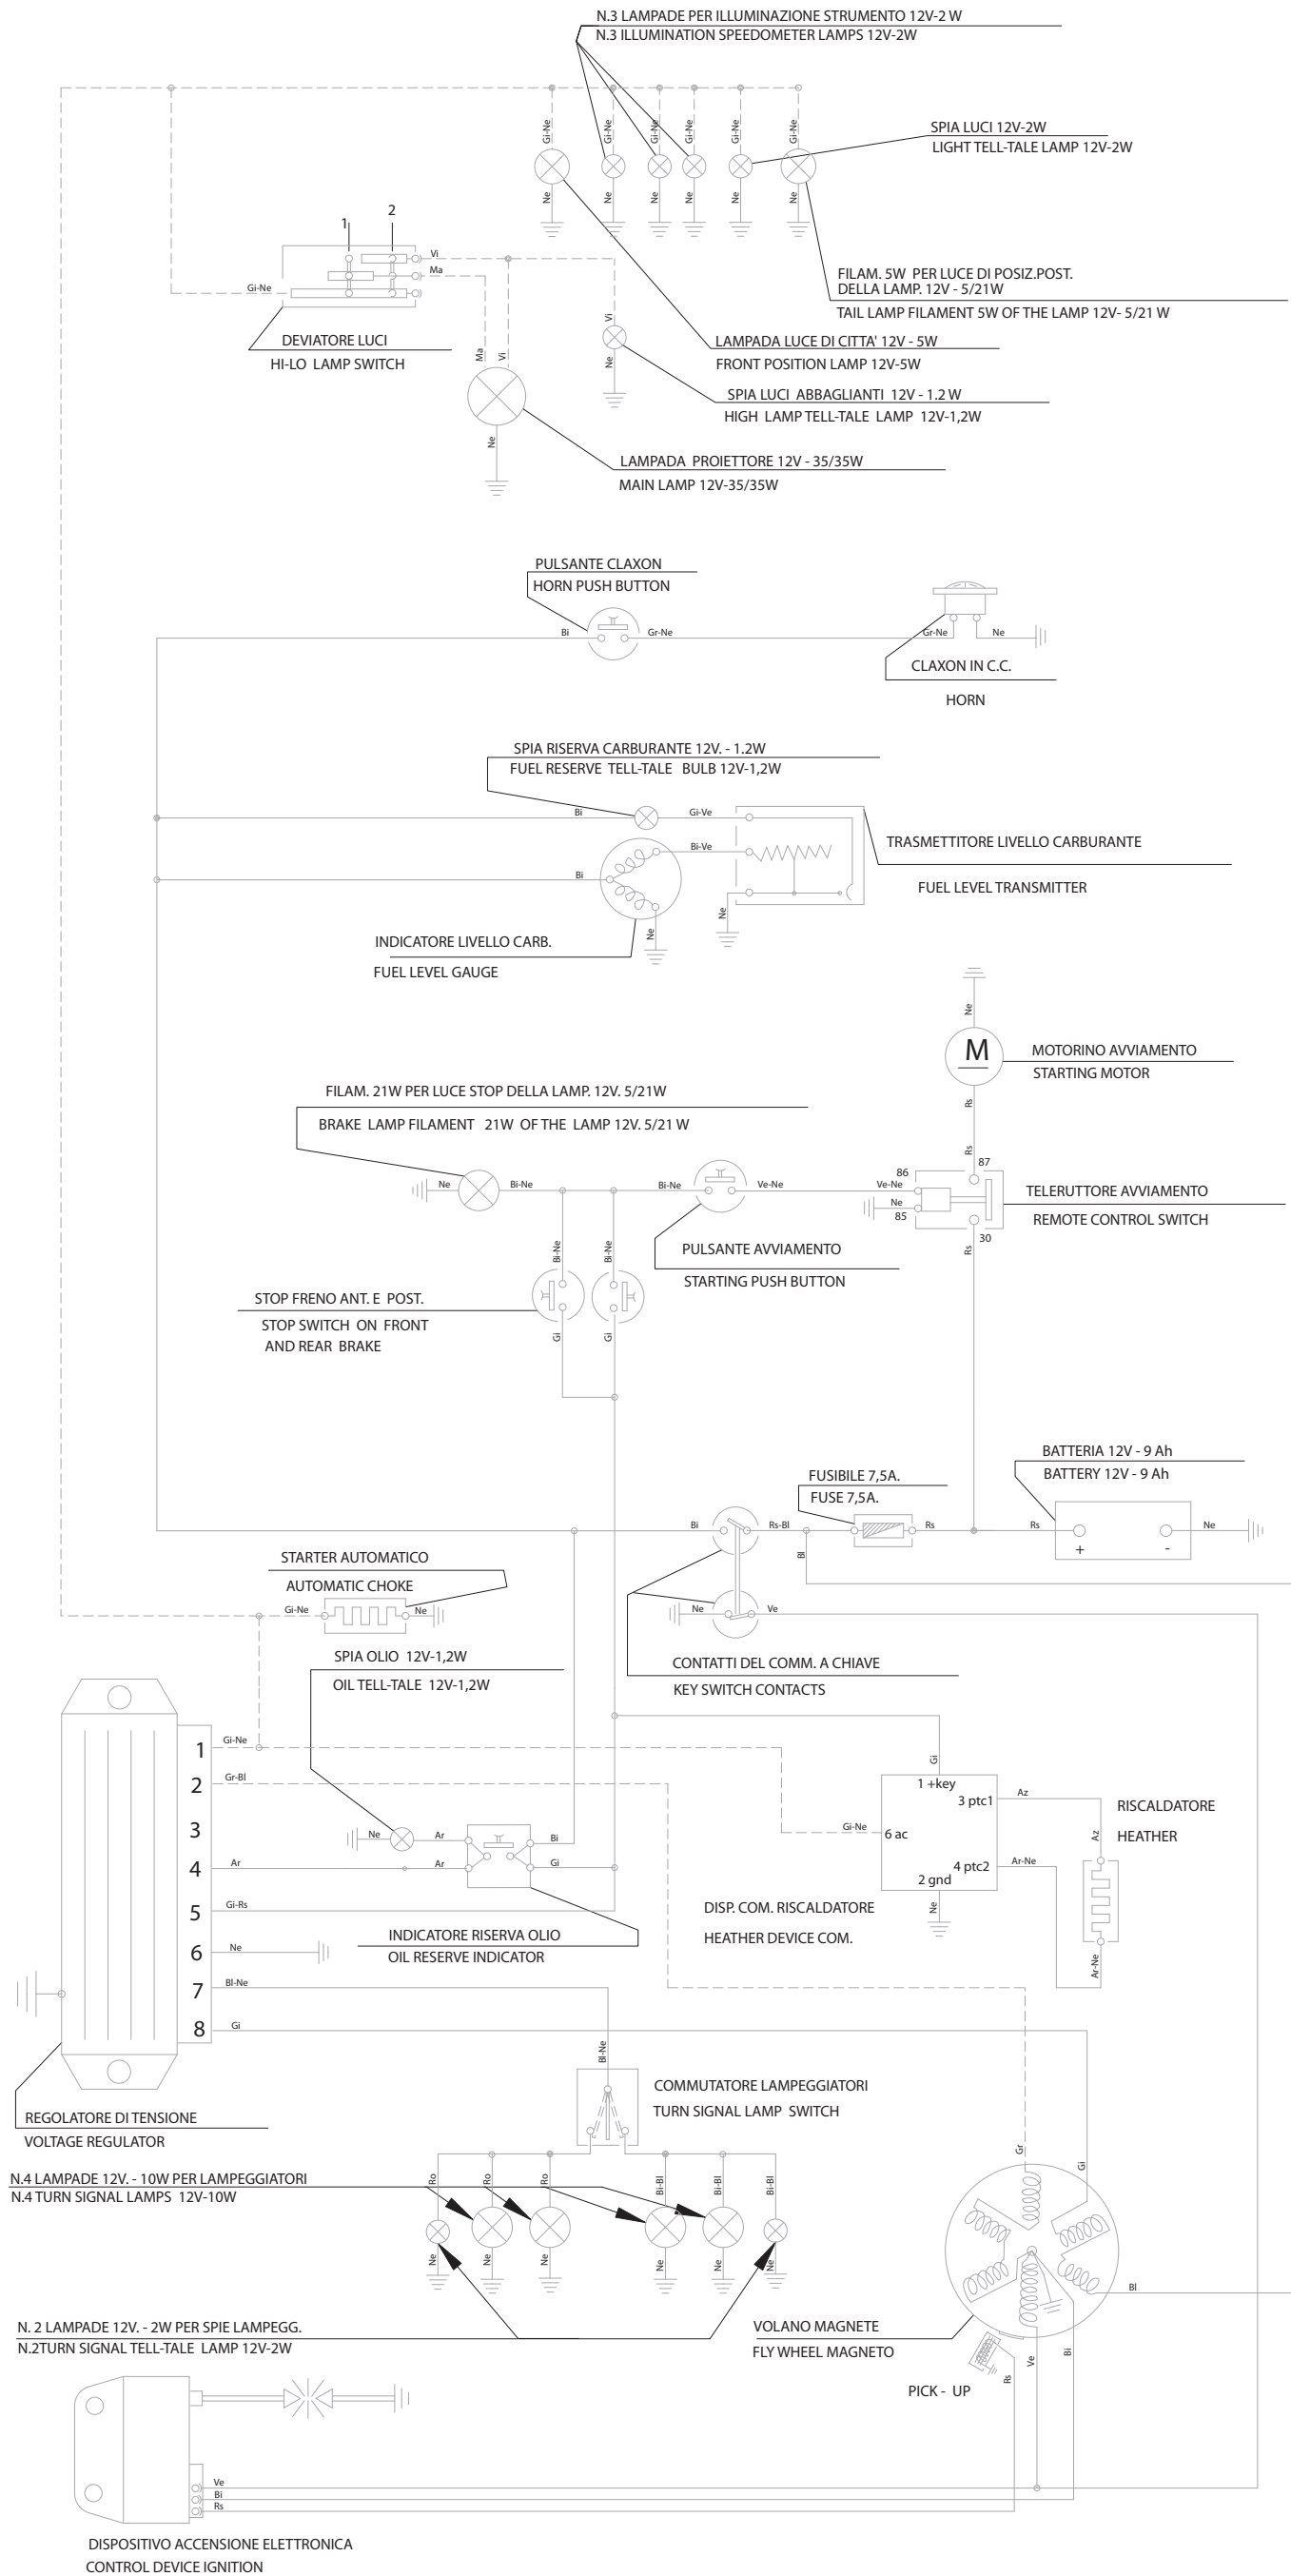 N.3 LAMPADE PER ILLUMINAZIONE STRUMENTO 12V-2 W
N.3 ILLUMINATION SPEEDOMETER LAMPS 12V-2W
Gi-Ne Gi-Ne Gi-Ne Gi-Ne Gi-Ne Gi-Ne
SPIA LUCI 12V-2W
LIGHT TELL-TALE LAMP 12V-2W
Ne Ne Ne Ne Ne Ne
1 2
Vi
Ma
Gi-Ne
FILAM. 5W PER LUCE DI POSIZ.POST.
DELLA LAMP. 12V - 5/21W
TAIL LAMP FILAMENT 5W OF THE LAMP 12V- 5/21 W
DEVIATORE LUCI
HI-LO LAMP SWITCH
Ma Vi Vi
Ne
LAMPADA LUCE DI CITTA' 12V - 5W
FRONT POSITION LAMP 12V-5W
SPIA LUCI ABBAGLIANTI 12V - 1.2 W
HIGH LAMP TELL-TALE LAMP 12V-1,2W
Ne
LAMPADA PROIETTORE 12V - 35/35W
MAIN LAMP 12V-35/35W
PULSANTE CLAXON
HORN PUSH BUTTON
Bi Gr-Ne Gr-Ne Ne
CLAXON IN C.C.
HORN
SPIA RISERVA CARBURANTE 12V. - 1.2W
FUEL RESERVE TELL-TALE BULB 12V-1,2W
Bi Gi-Ve
Bi-Ve
Bi
TRASMETTITORE LIVELLO CARBURANTE
FUEL LEVEL TRANSMITTER
Ne Ne
INDICATORE LIVELLO CARB.
FUEL LEVEL GAUGE
Ne
M
MOTORINO AVVIAMENTO
STARTING MOTOR
Rs
Rs
FILAM. 21W PER LUCE STOP DELLA LAMP. 12V. 5/21W
BRAKE LAMP FILAMENT 21W OF THE LAMP 12V. 5/21 W
Ne Bi-Ne Bi-Ne Ve-Ne Ve-Ne
86 87
Ne
85 30
Rs
TELERUTTORE AVVIAMENTO
REMOTE CONTROL SWITCH
Bi-Ne Bi-Ne
PULSANTE AVVIAMENTO
STARTING PUSH BUTTON
STOP FRENO ANT. E POST.
STOP SWITCH ON FRONT
AND REAR BRAKE
Gi Gi
BATTERIA 12V - 9 Ah
BATTERY 12V - 9 Ah
FUSIBILE 7,5A.
FUSE 7,5A.
Bi Rs-Bl Rs Rs Ne
+ -
Bl
STARTER AUTOMATICO
AUTOMATIC CHOKE
Gi-Ne Ne
Ne Ve
SPIA OLIO 12V-1,2W
OIL TELL-TALE 12V-1,2W
CONTATTI DEL COMM. A CHIAVE
KEY SWITCH CONTACTS
1 Gi-Ne
2 Gr-Bl
3
4 Ar
5 Gi-Rs
6 Ne
7 Bl-Ne
8 Gi
Ne Ar Bi
Ar Gi
INDICATORE RISERVA OLIO
OIL RESERVE INDICATOR
Gi
1 +key
3 ptc1
6 ac
4 ptc2
2 gnd
Gi-Ne
Az
Az
Ar-Ne
Ar-Ne
Ne
RISCALDATORE
HEATHER
DISP. COM. RISCALDATORE
HEATHER DEVICE COM.
Bl-Ne
COMMUTATORE LAMPEGGIATORI
TURN SIGNAL LAMP SWITCH
REGOLATORE DI TENSIONE
VOLTAGE REGULATOR
N.4 LAMPADE 12V. - 10W PER LAMPEGGIATORI
N.4 TURN SIGNAL LAMPS 12V-10W
Ro Ro Ro Bi-Bl Bi-Bl Bi-Bl
Ne Ne Ne Ne Ne Ne
Gr Gi
Bl
N. 2 LAMPADE 12V. - 2W PER SPIE LAMPEGG.
N.2TURN SIGNAL TELL-TALE LAMP 12V-2W
VOLANO MAGNETE
FLY WHEEL MAGNETO
PICK - UP
Rs Ve Bi
Ve
Bi
Rs
DISPOSITIVO ACCENSIONE ELETTRONICA
CONTROL DEVICE IGNITION